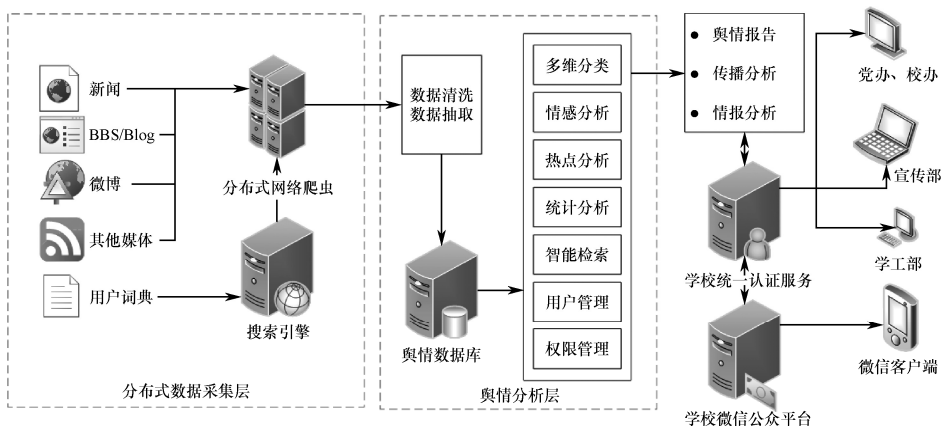 新闻
BBS/Blog
微博
其他媒体
用户词典
分布式网络爬虫
搜索引擎
分布式数据采集层
数据清洗
数据抽取
舆情数据库
多维分类
情感分析
热点分析
统计分析
智能检索
用户管理
权限管理
舆情分析层
● 舆情报告
● 传播分析
● 情报分析
学校统一认证服务
学校微信公众平台
党办、校办
宣传部
学工部
微信客户端